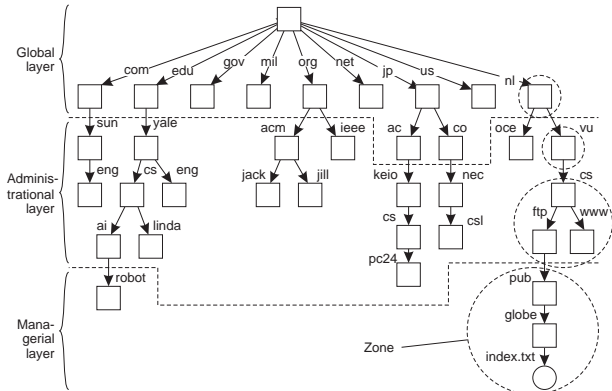 Global
layer
com
edu
gov
mil
org
net
jp
us
nl
sun
yale
acm
ieee
ac
co
oce
vu
Adminis-
trational
layer
eng
cs
eng
jack
jill
keio
nec
cs
ai
linda
cs
csl
ftp
www
pc24
robot
pub
Mana-
gerial
layer
globe
Zone
index.txt